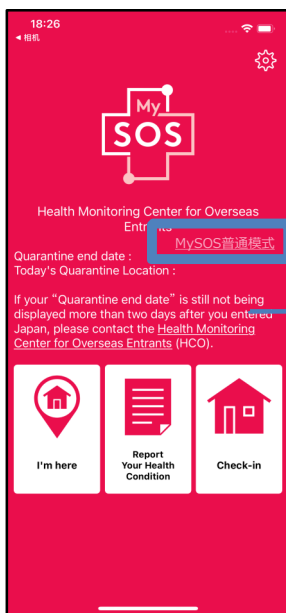 18:26
◀ 相机
My
SOS
Health Monitoring Center for Overseas
Entrants
MySOS普通模式
Quarantine end
date :
Today's Quarantine Location :
If your “Quarantine end date” is still not being
displayed more than two days after you entered
Japan, please contact the Health Monitoring
Center for Overseas Entrants (HCO).
I'm here
Report
Your Health
Condition
Check-in